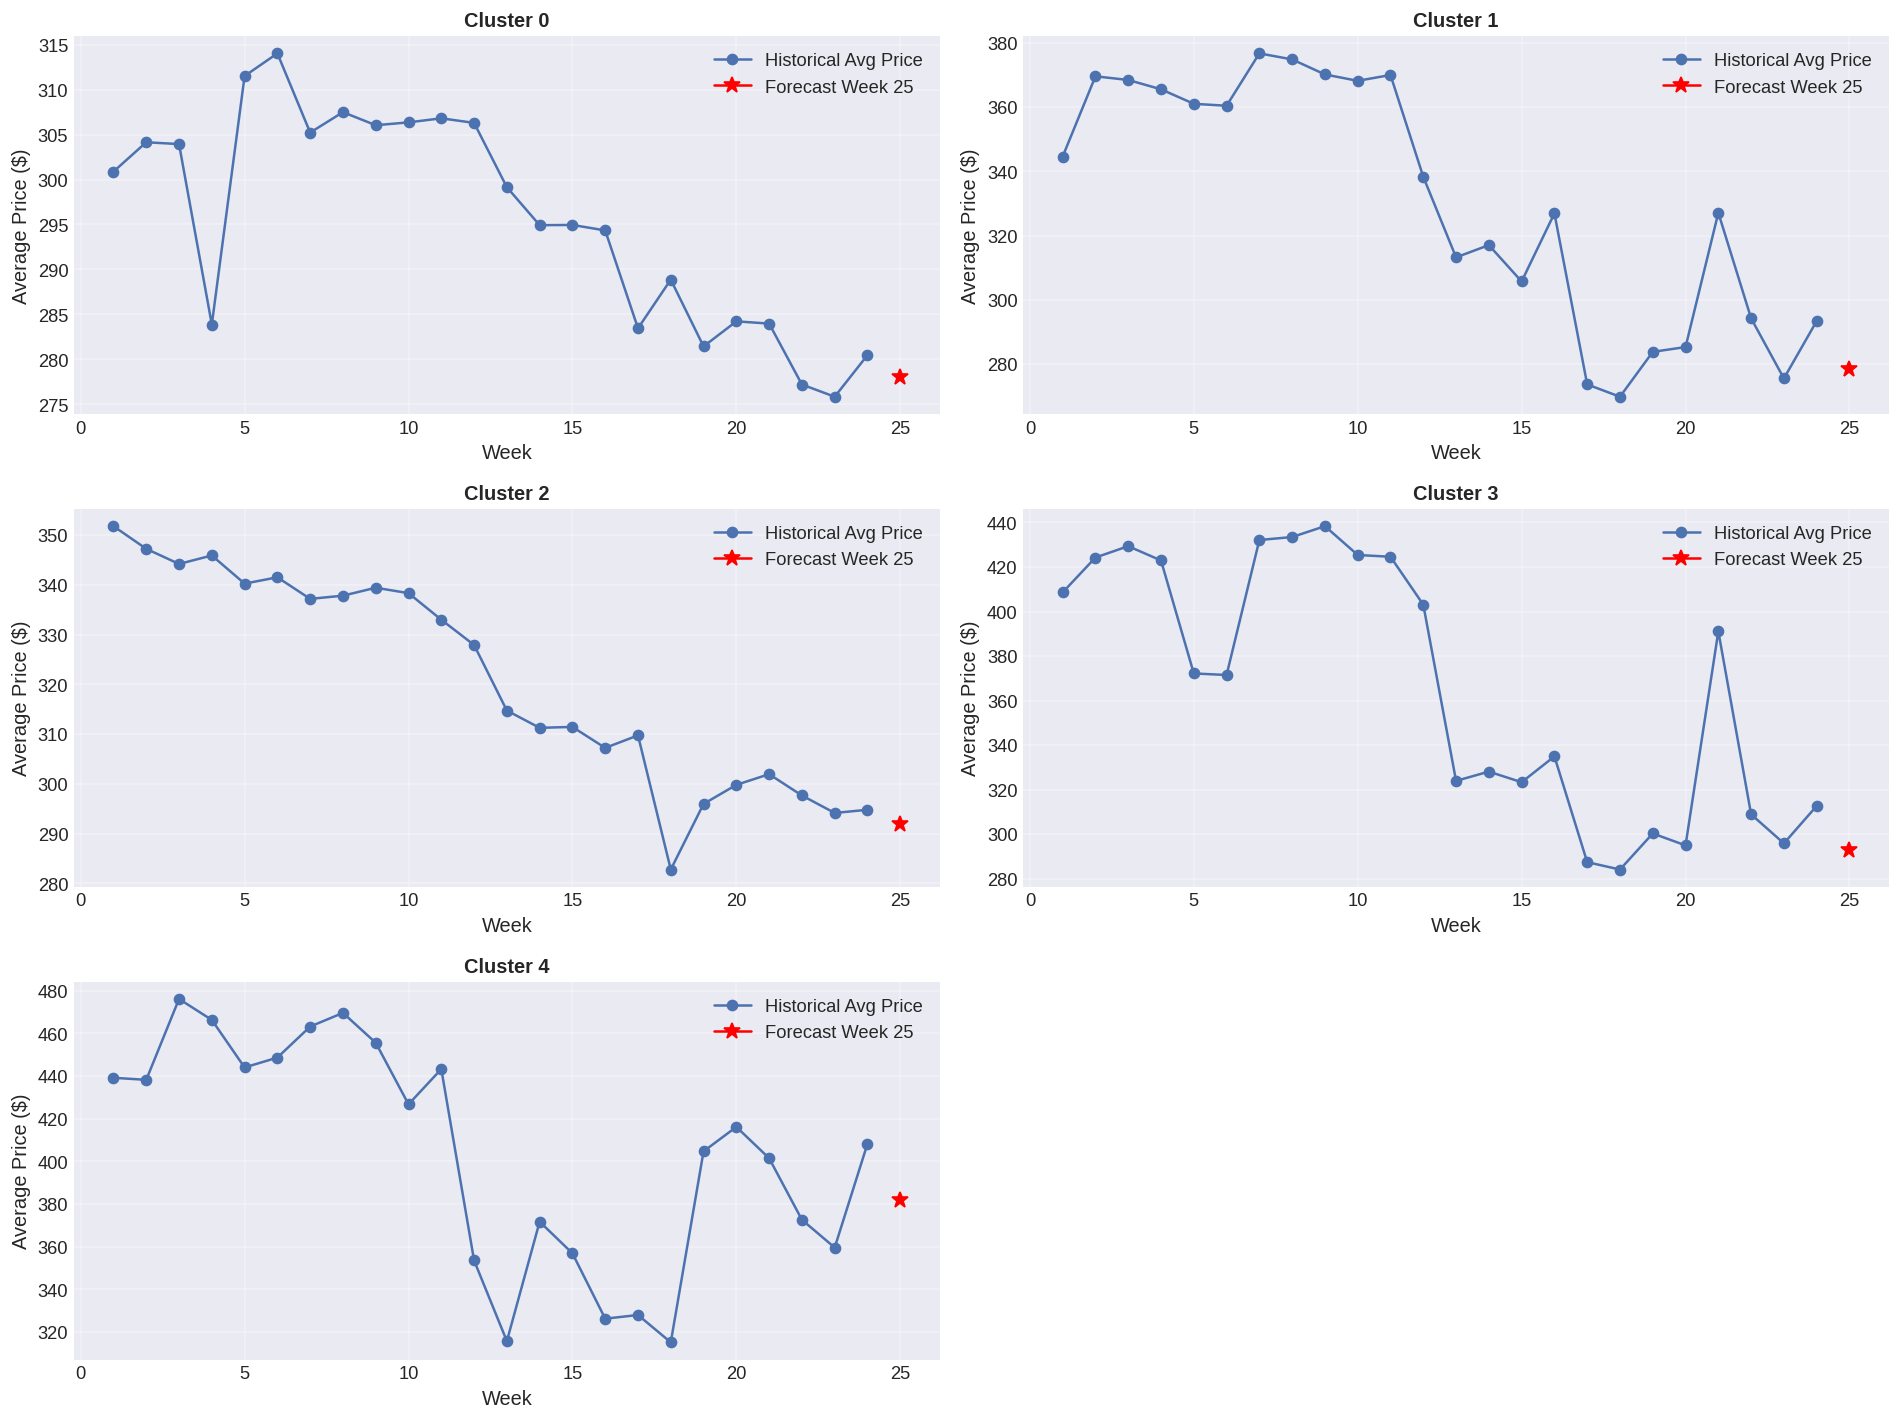 Cluster 0
315
310
305
300
295
290
285
280
275
Average Price ($)
Historical Avg Price
Forecast Week 25
0 5 10 15 20 25
Week
Cluster 1
380
360
340
320
300
280
Average Price ($)
Historical Avg Price
Forecast Week 25
0 5 10 15 20 25
Week
Cluster 2
350
340
330
320
310
300
290
280
Average Price ($)
Historical Avg Price
Forecast Week 25
0 5 10 15 20 25
Week
Cluster 3
440
420
400
380
360
340
320
300
280
Average Price ($)
Historical Avg Price
Forecast Week 25
0 5 10 15 20 25
Week
Cluster 4
480
460
440
420
400
380
360
340
320
Average Price ($)
Historical Avg Price
Forecast Week 25
0 5 10 15 20 25
Week